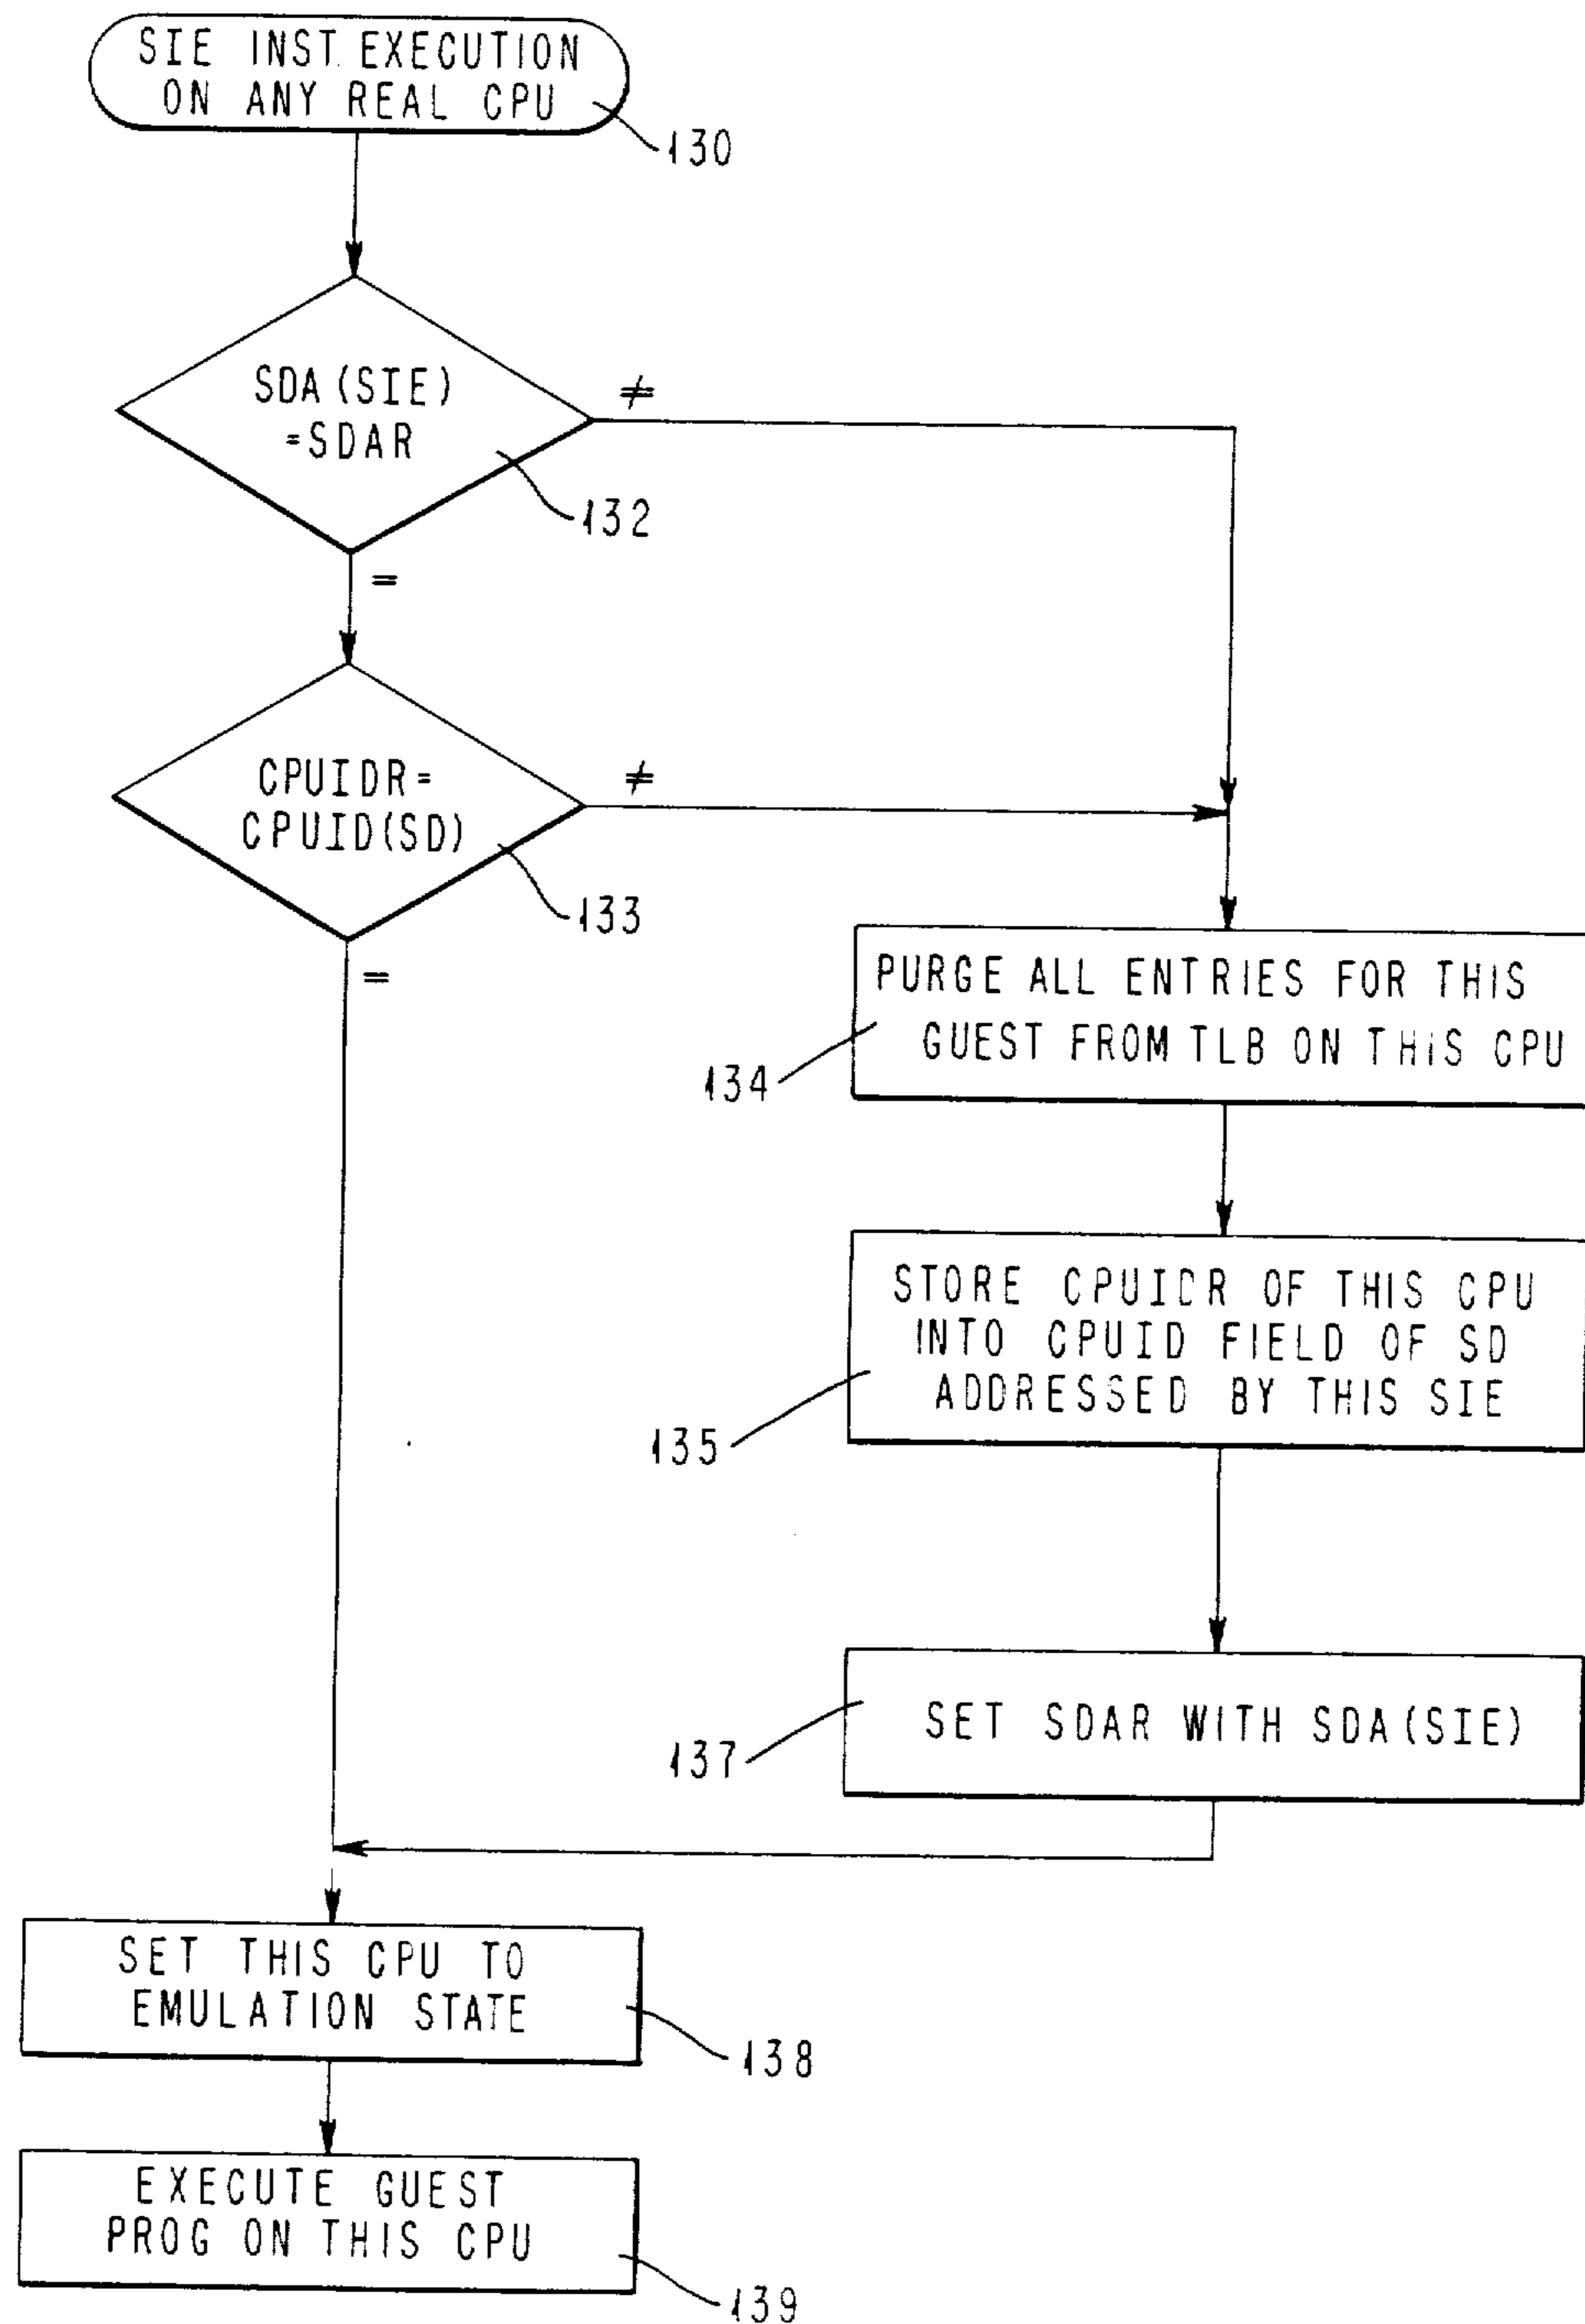 SIE INST. EXECUTION
ON ANY REAL CPU
130
SDA(SIE)
=SDAR
≠
132
=
CPUIDR=
CPUID(SD)
≠
133
=
PURGE ALL ENTRIES FOR THIS
GUEST FROM TLB ON THIS CPU
134
STORE CPUIDR OF THIS CPU
INTO CPUID FIELD OF SD
ADDRESSED BY THIS SIE
135
SET SDAR WITH SDA(SIE)
137
SET THIS CPU TO
EMULATION STATE
138
EXECUTE GUEST
PROG ON THIS CPU
139